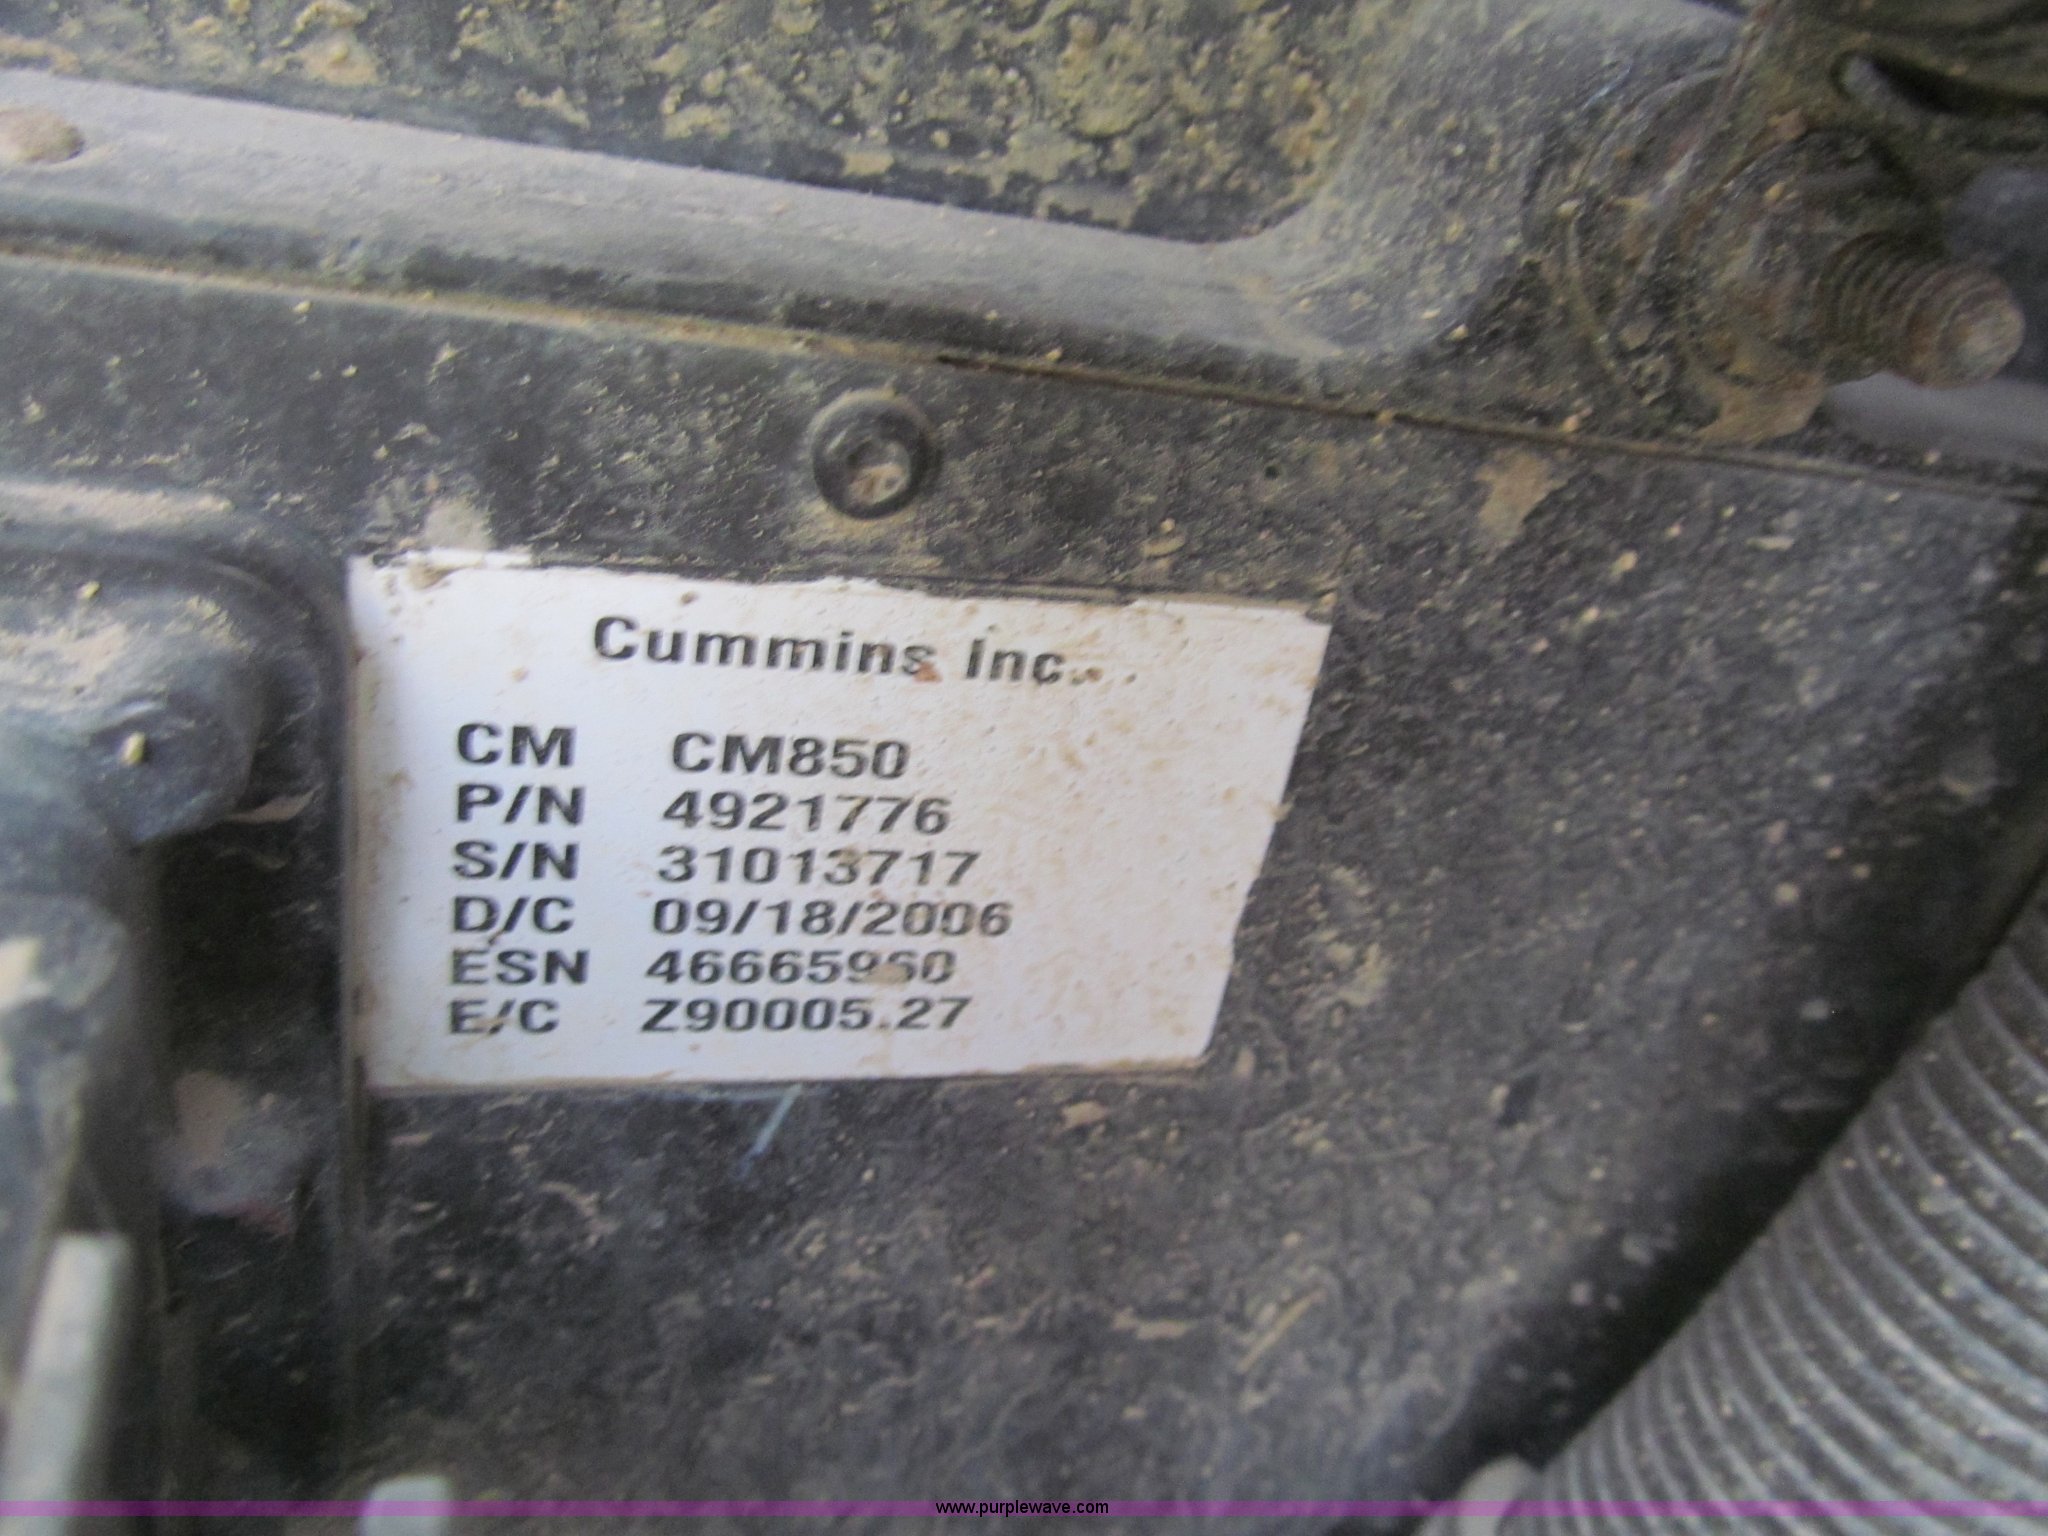 Cummins Inc.
CM CM850
P/N 4921776
S/N 31013717
D/C 09/18/2006
ESN 46665960
E/C Z90005.27
www.purplewave.com